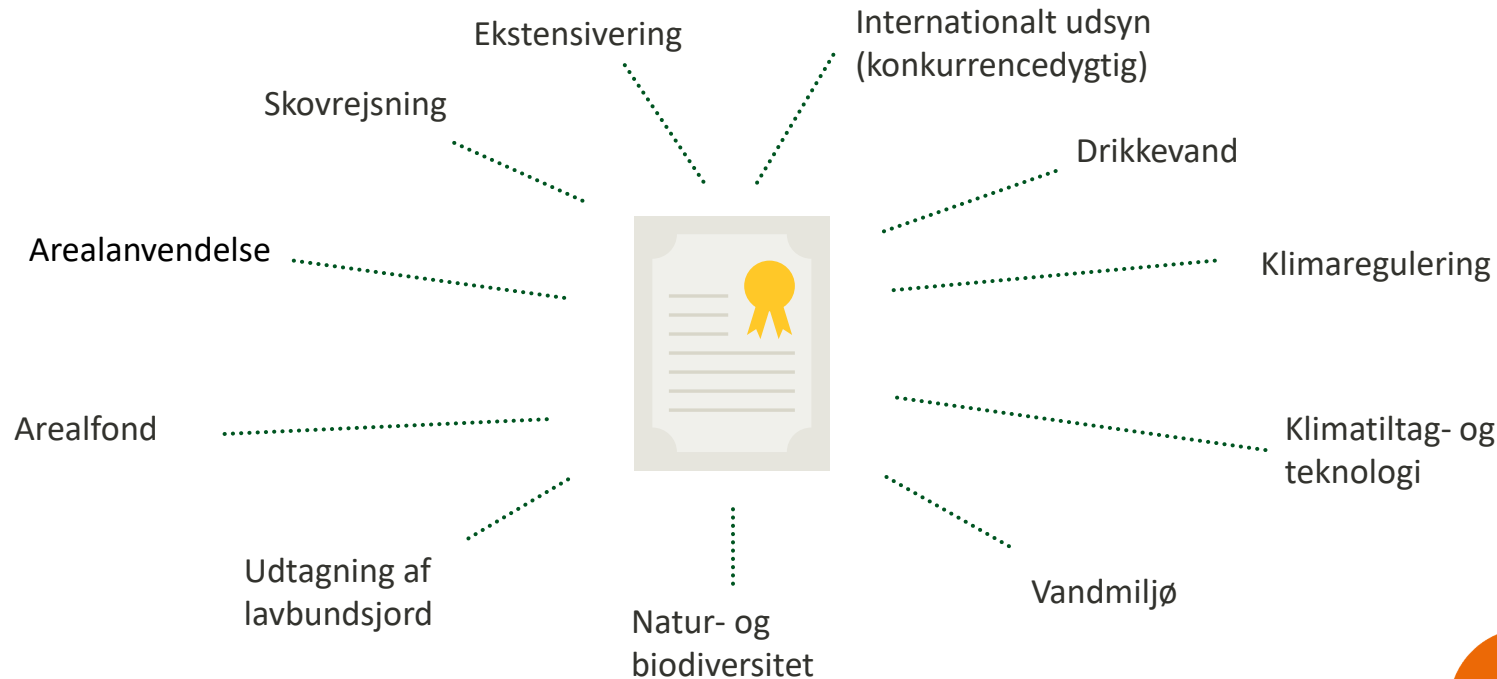 Ekstensivering
Internationalt udsyn
(konkurrencedygtig)
Skovrejsning
Drikkevand
Arealanvendelse
Klimaregulering
Arealfond
Klimatiltag- og
teknologi
Udtagning af
lavbundsjord
Vandmiljø
Natur- og
biodiversitet